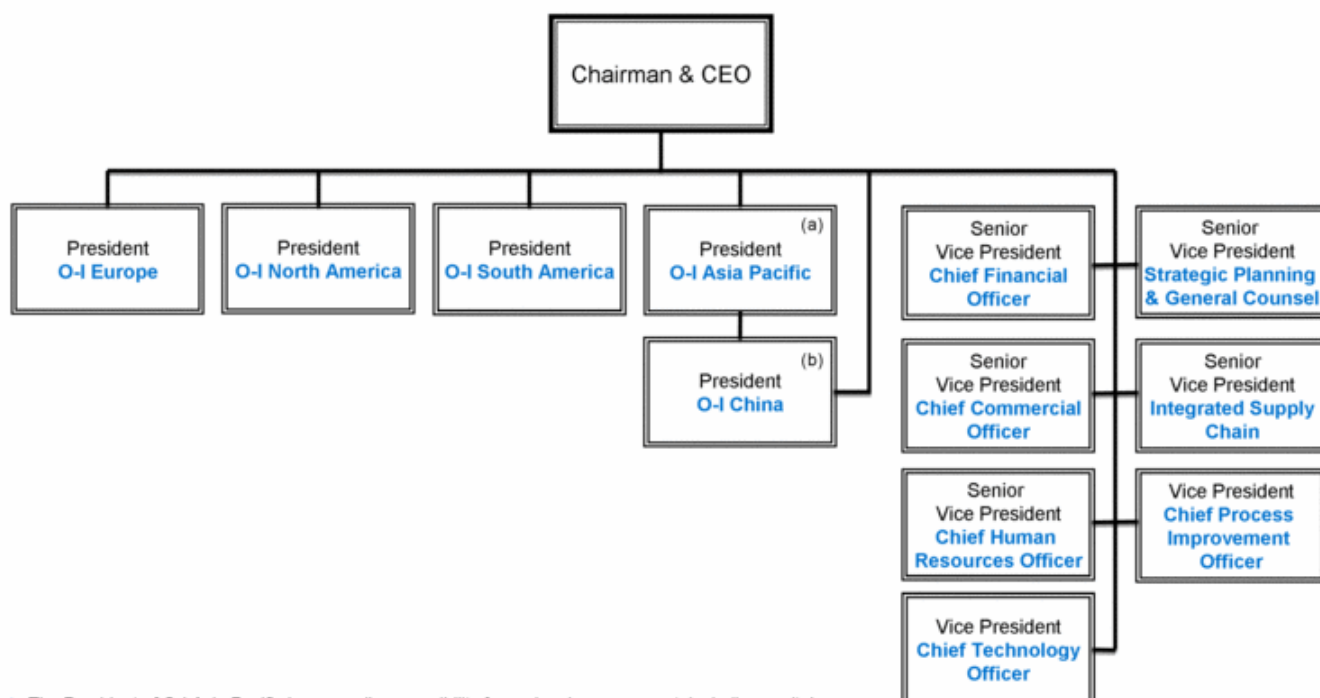 Chairman & CEO
President
O-I Europe
President
O-I North America
President
O-I South America
(a)
President
O-I Asia Pacific
(b)
President
O-I China
Senior
Vice President
Chief Financial
Officer
Senior
Vice President
Strategic Planning
& General Counsel
Senior
Vice President
Chief Commercial
Officer
Senior
Vice President
Integrated Supply
Chain
Senior
Vice President
Chief Human
Resources Officer
Vice President
Chief Process
Improvement
Officer
Vice President
Chief Technology
Officer